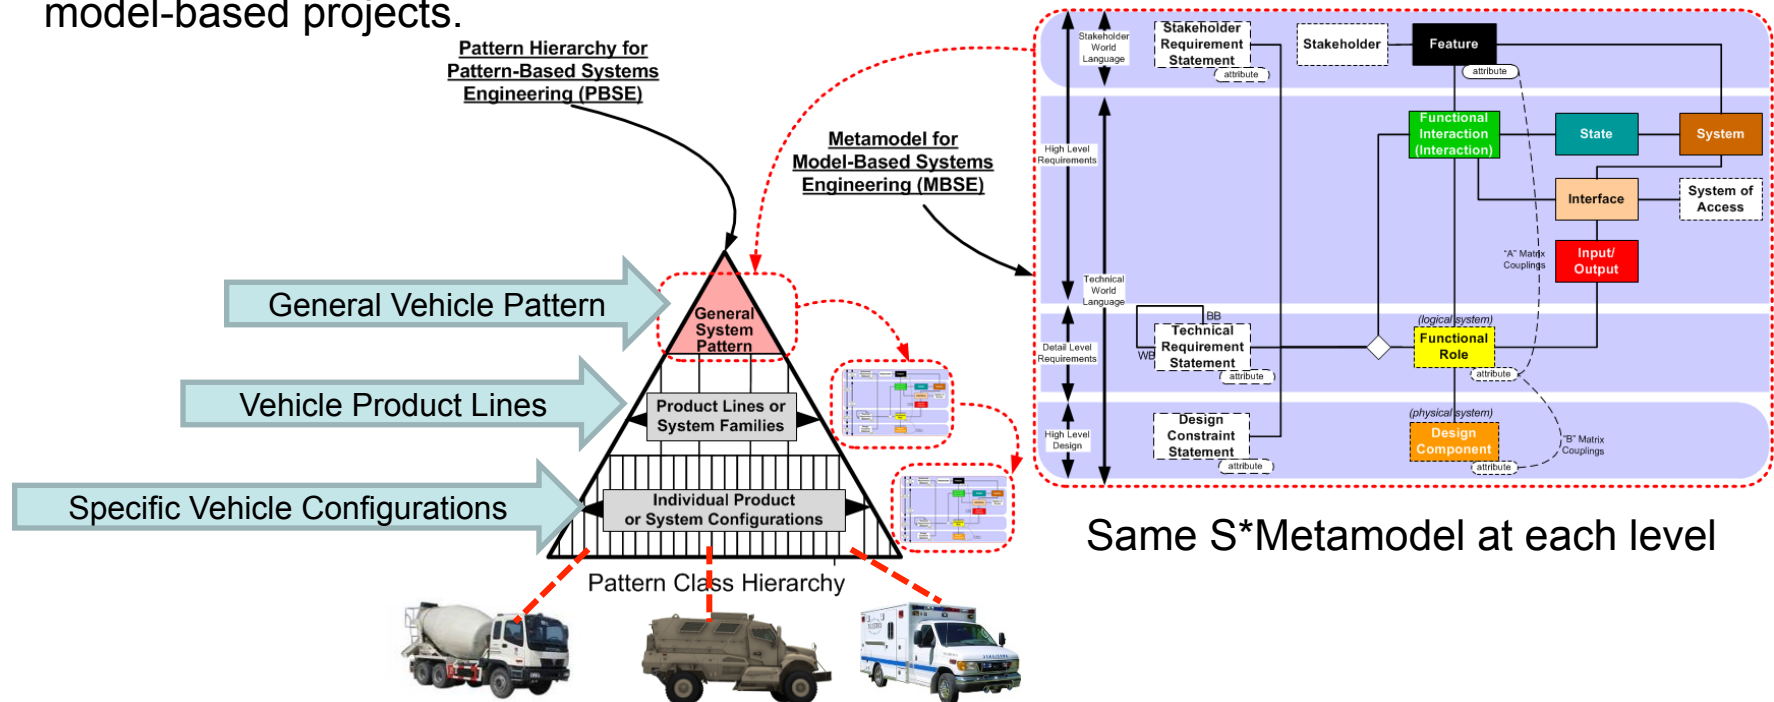 model-based projects.
Pattern Hierarchy for
Pattern-Based Systems
Engineering (PBSE)
Metamodel for
Model-Based Systems
Engineering (MBSE)
General Vehicle Pattern
Vehicle Product Lines
Specific Vehicle Configurations
General
System
Pattern
Product Lines or
System Families
Individual Product
or System Configurations
Pattern Class Hierarchy
Stakeholder
World
Language
High Level
Requirements
Technical
World
Language
Detail Level
Requirements
High Level
Design
Stakeholder
Requirement
Statement
attribute
Stakeholder
Feature
attribute
Functional
Interaction
(Interaction)
State
System
Interface
System of
Access
"A" Matrix
Couplings
Input/
Output
BB
WB
Technical
Requirement
Statement
attribute
(logical system)
Functional
Role
attribute
Design
Constraint
Statement
attribute
(physical system)
Design
Component
attribute
"B" Matrix
Couplings
Same S*Metamodel at each level